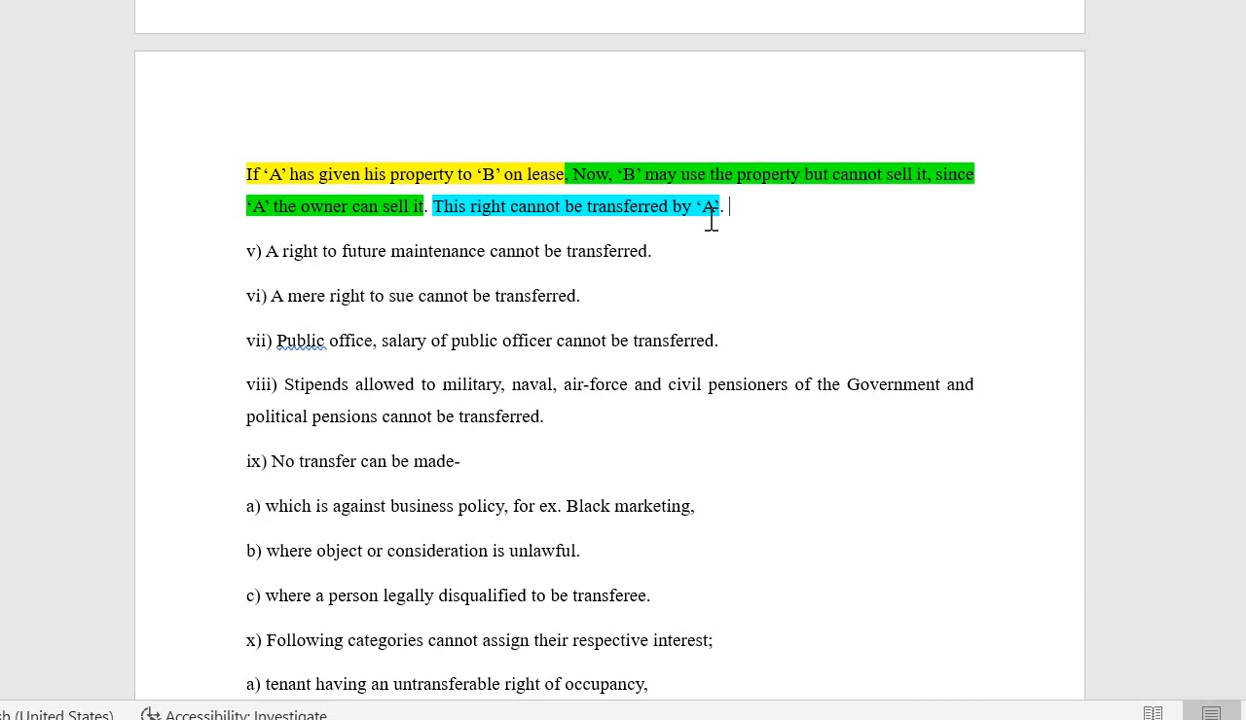 If ‘A’ has given his property to ‘B’ on lease, Now, ‘B’ may use the property but cannot sell it, since
‘A’ the owner can sell it. This right cannot be transferred by ‘A’.
v) A right to future maintenance cannot be transferred.
vi) A mere right to sue cannot be transferred.
vii) Public office, salary of public officer cannot be transferred.
viii) Stipends allowed to military, naval, air-force and civil pensioners of the Government and
political pensions cannot be transferred.
ix) No transfer can be made-
a) which is against business policy, for ex. Black marketing,
b) where object or consideration is unlawful.
c) where a person legally disqualified to be transferee.
x) Following categories cannot assign their respective interest;
a) tenant having an untransferable right of occupancy,
sh (United States) Accessibility: Investigate